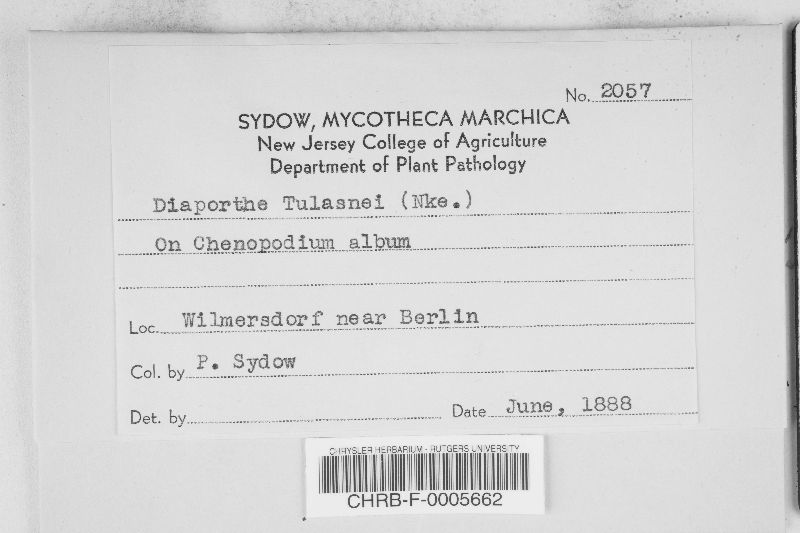 No. 2057
SYDOW, MYCOTHECA MARCHICA
New Jersey College of Agriculture
Department of Plant Pathology
Diaporthe Tulasnei (Nke.)
On Chenopodium album
Loc. Wilmersdorf near Berlin
Col. by P. Sydow
Det. by Date June, 1888
CHRYSLER HERBARIUM - RUTGERS UNIVERSITY
CHRB-F-0005662